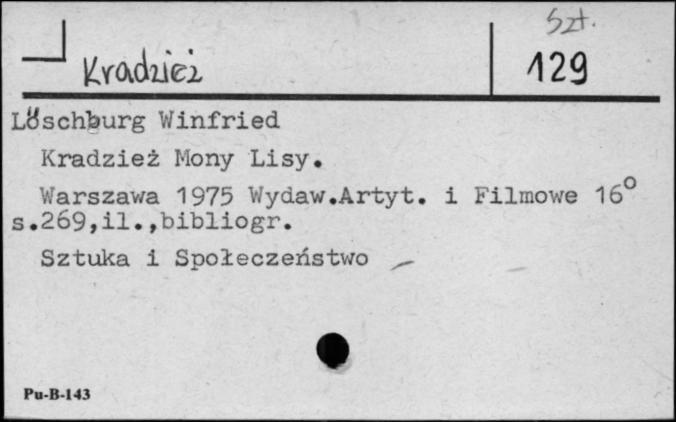 Szt.
Kradzież
129
Löschburg Winfried
Kradzież Mony Lisy.
Warszawa 1975 Wydaw.Artyt. i Filmowe 16°
s.269,il.,bibliogr.
Sztuka i Społeczeństwo
Pu-B-143